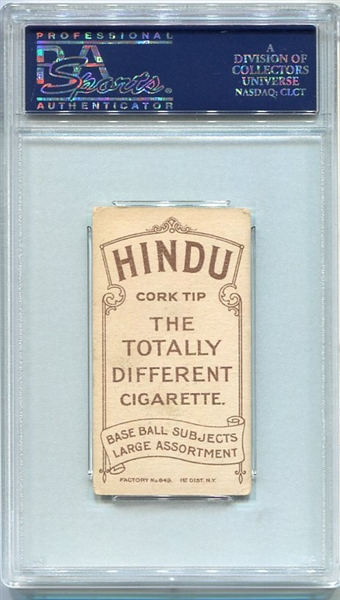 PROFESSIONAL
PSA
Sports
AUTHENTICATOR
A
DIVISION OF
COLLECTORS
UNIVERSE
NASDAQ: CLCT
HINDU
CORK TIP
THE
TOTALLY
DIFFERENT
CIGARETTE.
BASE BALL SUBJECTS
LARGE ASSORTMENT
FACTORY No. 649. 1ST DIST. N.Y.